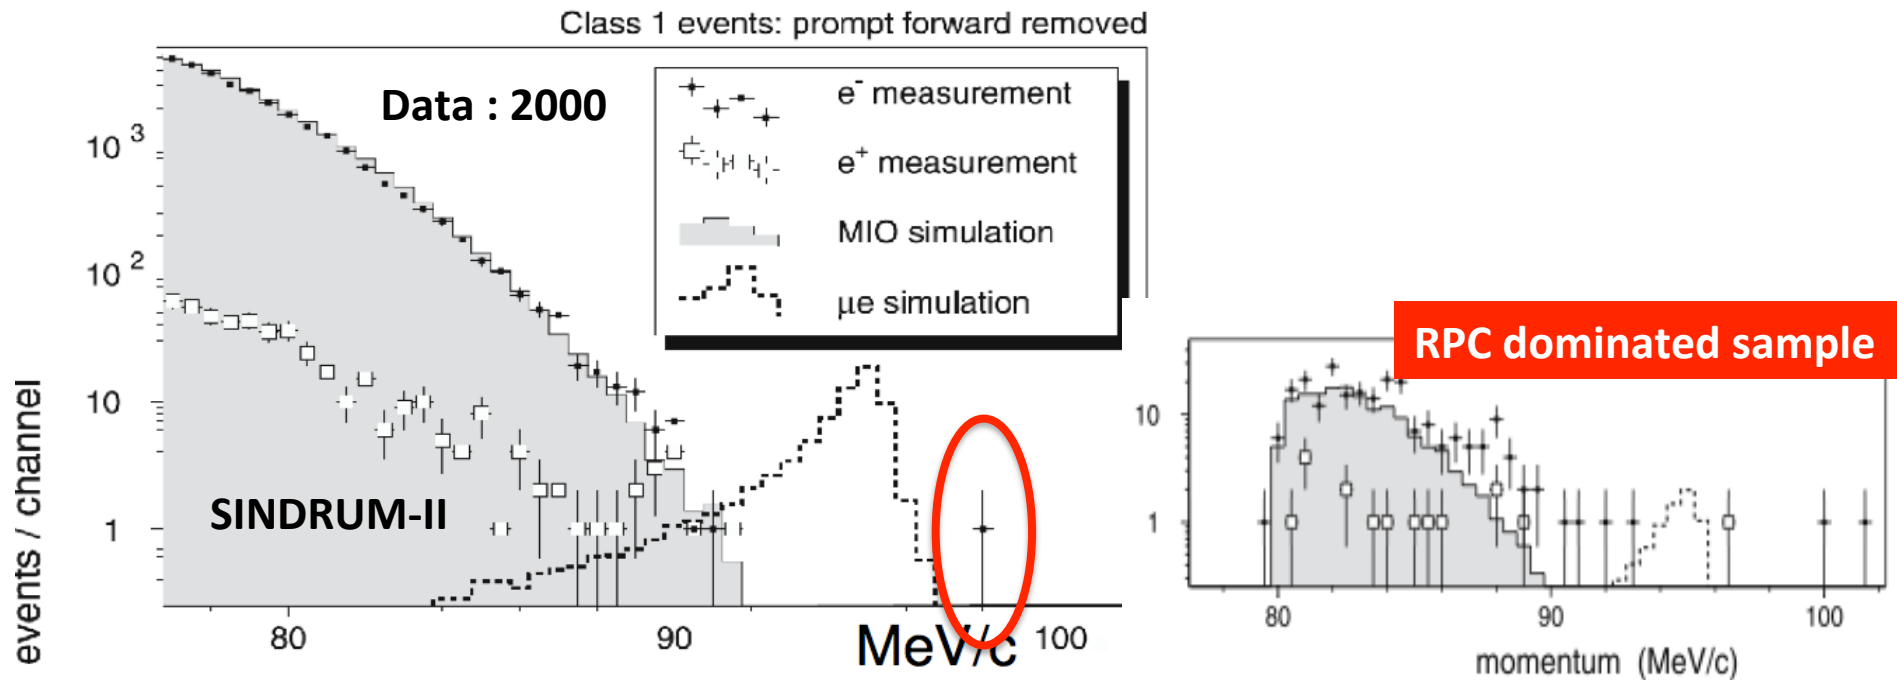 Class 1 events: prompt forward removed
Data : 2000
e- measurement
e+ measurement
MIO simulation
μe simulation
SINDRUM-II
events / channel
10 3
10 2
10
1
80
90
MeV/c
100
RPC dominated sample
10
1
80
90
100
momentum (MeV/c)